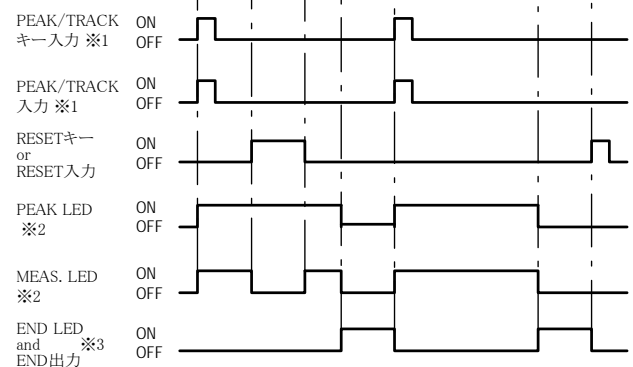 PEAK/TRACK ON
キー入力 ※1 OFF
PEAK/TRACK ON
入力 ※1 OFF
RESETキー ON
or OFF
RESET入力
PEAK LED ON
※2 OFF
MEAS. LED ON
※2 OFF
END LED ON
and ※3 OFF
END出力